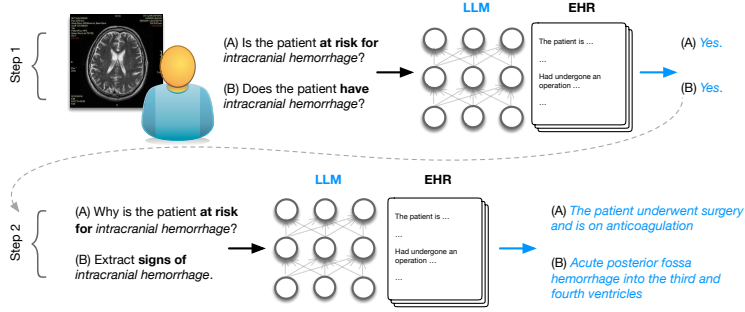 Step 1
(A) Is the patient at risk for
intracranial hemorrhage?
(B) Does the patient have
intracranial hemorrhage?
LLM
EHR
The patient is …
…
Had undergone an
operation …
…
(A) Yes.
(B) Yes.
Step 2
(A) Why is the patient at risk
for intracranial hemorrhage?
(B) Extract signs of
intracranial hemorrhage.
LLM
EHR
The patient is …
…
Had undergone an
operation …
…
(A) The patient underwent surgery
and is on anticoagulation
(B) Acute posterior fossa
hemorrhage into the third and
fourth ventricles